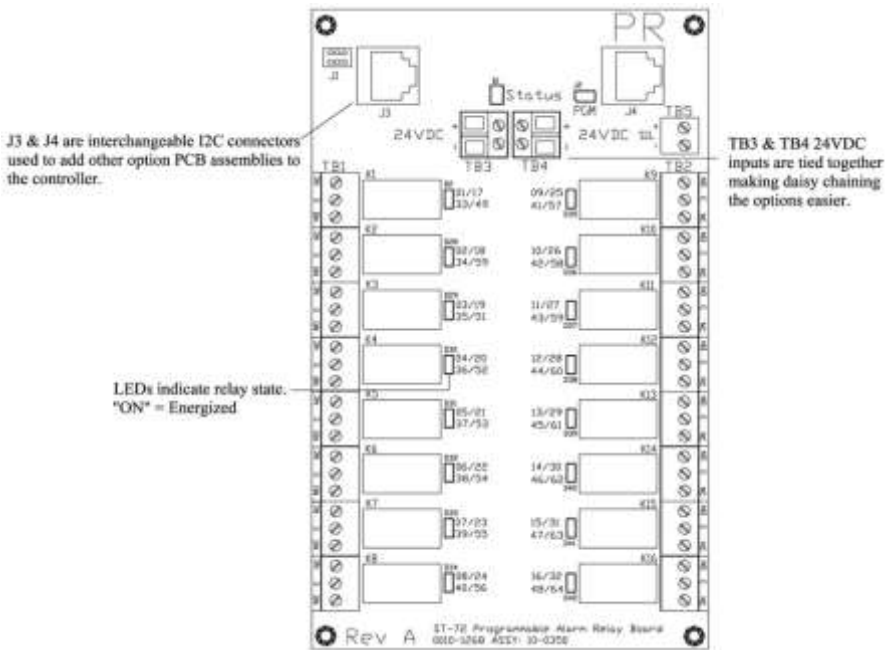 PR
J1
J3
Status
PGM
J4
TB5
24VDC
+
-
TB3
TB4
+
-
24VDC
J3 & J4 are interchangeable I2C connectors
used to add other option PCB assemblies to
the controller.
TB3 & TB4 24VDC
inputs are tied together
making daisy chaining
the options easier.
TB1
TB2
K1
01/17
33/49
09/25
41/57
K9
K2
02/18
10/26
42/58
K10
K3
03/19
35/51
11/27
43/59
K11
K4
04/20
36/52
12/28
44/60
K12
LEDs indicate relay state.
"ON" = Energized
K5
05/21
37/53
13/29
45/61
K13
K6
06/22
38/54
14/30
46/62
K14
K7
07/23
39/55
15/31
47/63
K15
K8
08/24
40/56
16/32
48/64
K16
Rev A
ST-72 Programmable Alarm Relay Board
ASSY: 10-0350